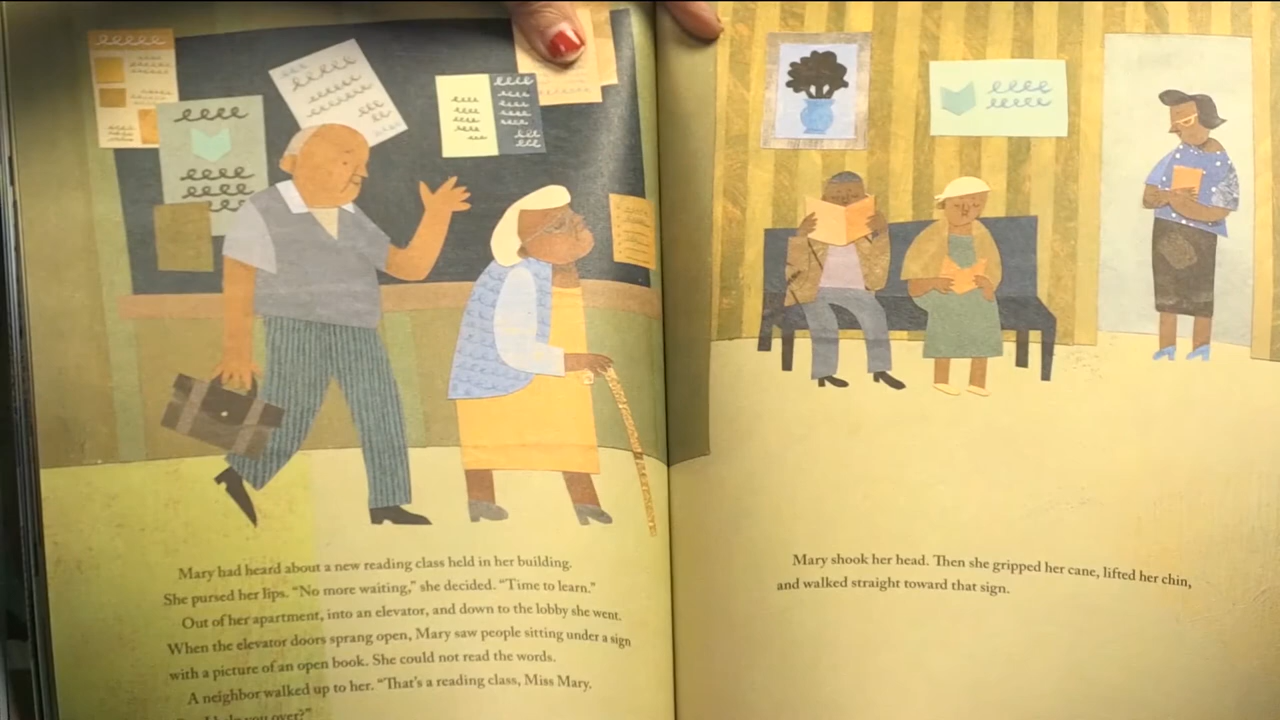 Mary had heard about a new reading class held in her building.
She pursed her lips. “No more waiting,” she decided. “Time to learn.”
Out of her apartment, into an elevator, and down to the lobby she went.
When the elevator doors sprang open, Mary saw people sitting under a sign
with a picture of an open book. She could not read the words.
A neighbor walked up to her. “That’s a reading class, Miss Mary.
I help you over?”
Mary shook her head. Then she gripped her cane, lifted her chin,
and walked straight toward that sign.